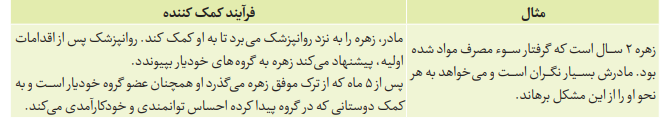 مثال
فرآیند کمک کننده
زهره ۲ سال است که گرفتار سوء مصرف مواد شده
بود. مادرش بسیار نگران است و می‌خواهد به هر
نحو او را از این مشکل برهاند.
مادر، زهره را به نزد روانپزشک می‌برد تا به او کمک کند. روانپزشک پس از اقدامات
اولیه، پیشنهاد می‌کند زهره به گروه‌های خودیار بپیوندد.
پس از ۵ ماه که از ترک موفق زهره می‌گذرد او همچنان عضو گروه خودیار است و به
کمک دوستانی که در گروه پیدا کرده احساس توانمندی و خودکارآمدی می‌کند.